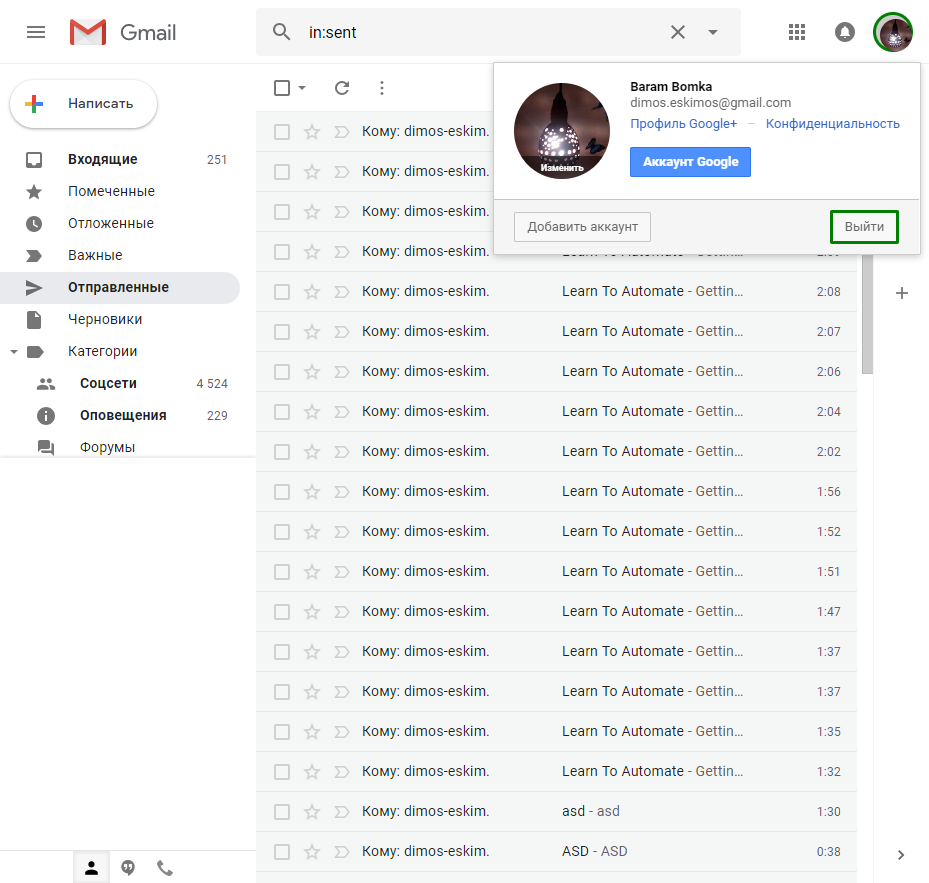 Gmail
in:sent
Baram Bomka
dimos.eskimos@gmail.com
Профиль Google+ – Конфиденциальность
Изменить
Аккаунт Google
Добавить аккаунт
Выйти
Написать
Входящие 251
Помеченные
Отложенные
Важные
Отправленные
Черновики
Категории
Соцсети 4 524
Оповещения 229
Форумы
Кому: dimos-eskim.
Кому: dimos-eskim.
Кому: dimos-eskim.
Кому: dimos-eskim. Learn To Automate - Gettin...
Кому: dimos-eskim. Learn To Automate - Gettin... 2:08
Кому: dimos-eskim. Learn To Automate - Gettin... 2:07
Кому: dimos-eskim. Learn To Automate - Gettin... 2:06
Кому: dimos-eskim. Learn To Automate - Gettin... 2:04
Кому: dimos-eskim. Learn To Automate - Gettin... 2:02
Кому: dimos-eskim. Learn To Automate - Gettin... 1:56
Кому: dimos-eskim. Learn To Automate - Gettin... 1:52
Кому: dimos-eskim. Learn To Automate - Gettin... 1:51
Кому: dimos-eskim. Learn To Automate - Gettin... 1:47
Кому: dimos-eskim. Learn To Automate - Gettin... 1:37
Кому: dimos-eskim. Learn To Automate - Gettin... 1:37
Кому: dimos-eskim. Learn To Automate - Gettin... 1:35
Кому: dimos-eskim. Learn To Automate - Gettin... 1:32
Кому: dimos-eskim. asd - asd 1:30
Кому: dimos-eskim. ASD - ASD 0:38